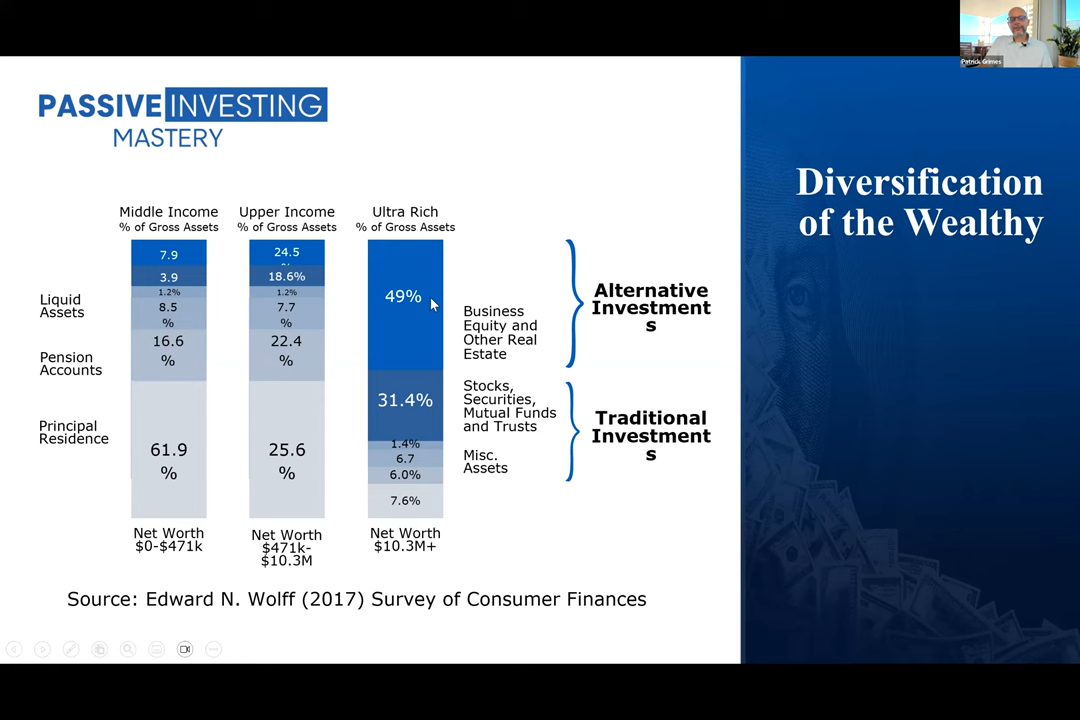 Patrick Grimes
PASSIVE INVESTING
MASTERY
Diversification
of the Wealthy
Middle Income
% of Gross Assets
Upper Income
% of Gross Assets
Ultra Rich
% of Gross Assets
7.9
3.9
1.2%
8.5
%
16.6
%
61.9
%
24.5
%
18.6%
1.2%
7.7
%
22.4
%
25.6
%
49%
31.4%
1.4%
6.7
6.0%
7.6%
Liquid
Assets
Pension
Accounts
Principal
Residence
Business
Equity and
Other Real
Estate
Stocks,
Securities,
Mutual Funds
and Trusts
Misc.
Assets
Alternative
Investment
s
Traditional
Investment
s
Net Worth
$0-$471k
Net Worth
$471k-
$10.3M
Net Worth
$10.3M+
Source: Edward N. Wolff (2017) Survey of Consumer Finances